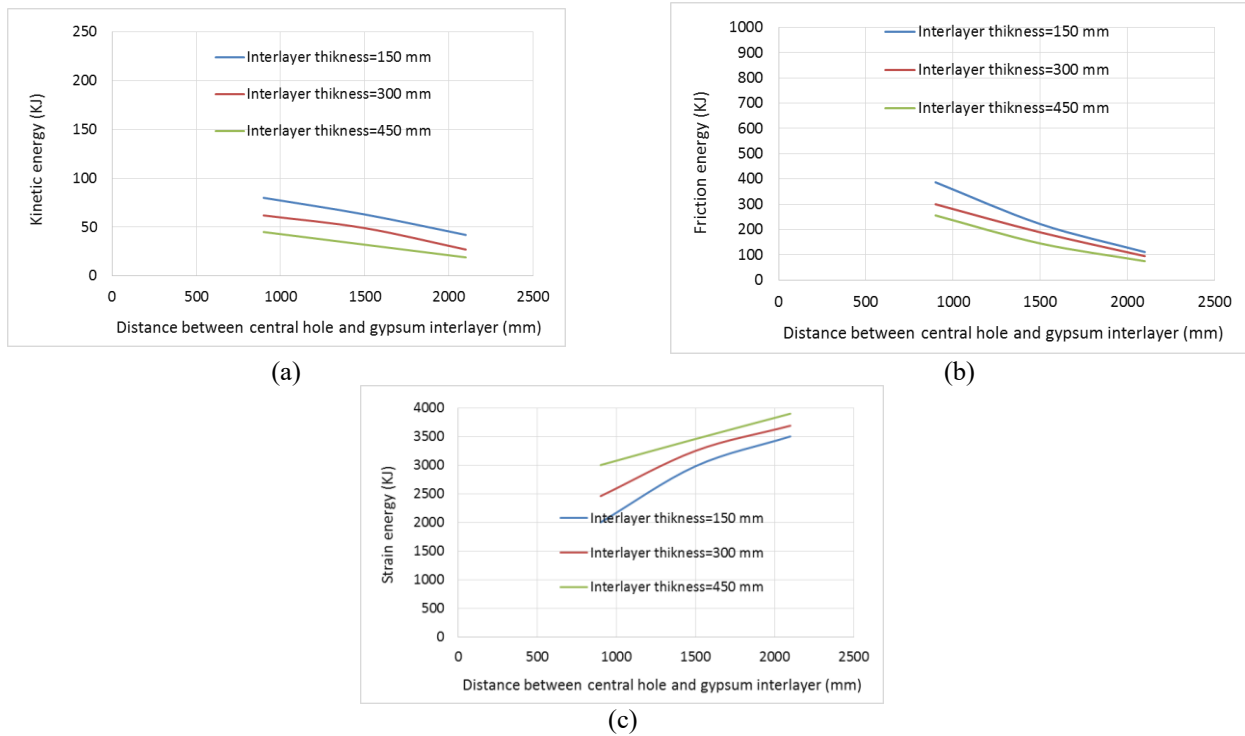 250
200
150
100
50
0
Kinetic energy (KJ)
Interlayer thikness=150 mm
Interlayer thikness=300 mm
Interlayer thikness=450 mm
0 500 1000 1500 2000 2500
Distance between central hole and gypsum interlayer (mm)
(a)
1000
900
800
700
600
500
400
300
200
100
0
Friction energy (KJ)
Interlayer thikness=150 mm
Interlayer thikness=300 mm
Interlayer thikness=450 mm
0 500 1000 1500 2000 2500
Distance between central hole and gypsum interlayer (mm)
(b)
4000
3500
3000
2500
2000
1500
1000
500
0
Strain energy (KJ)
Interlayer thikness=150 mm
Interlayer thikness=300 mm
Interlayer thikness=450 mm
0 500 1000 1500 2000 2500
Distance between central hole and gypsum interlayer (mm)
(c)